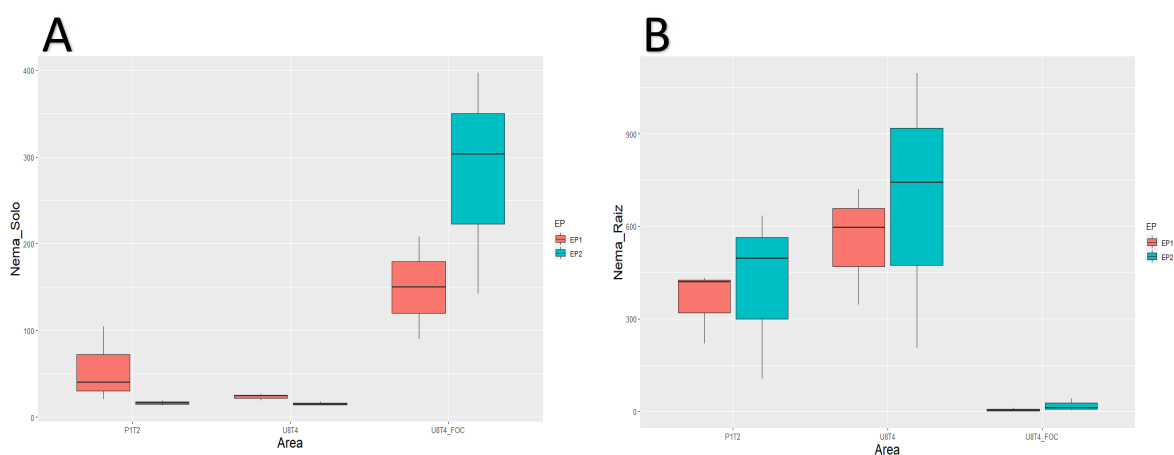 A
400
300
200
100
0
Nema_Solo
P1T2
U8T4
U8T4_FOC
Area
EP
EP1
EP2
B
900
600
300
0
Nema_Raiz
P1T2
U8T4
U8T4_FOC
Area
EP
EP1
EP2